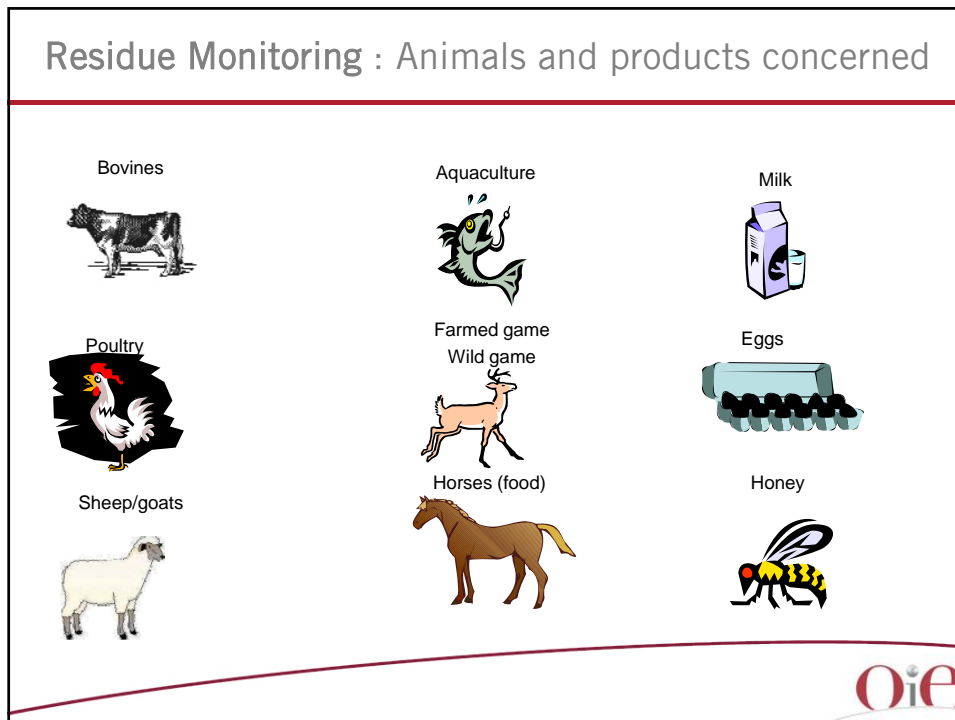 Residue Monitoring : Animals and products concerned
Bovines
Aquaculture
Milk
Poultry
Farmed game
Wild game
Eggs
Sheep/goats
Horses (food)
Honey
Oie